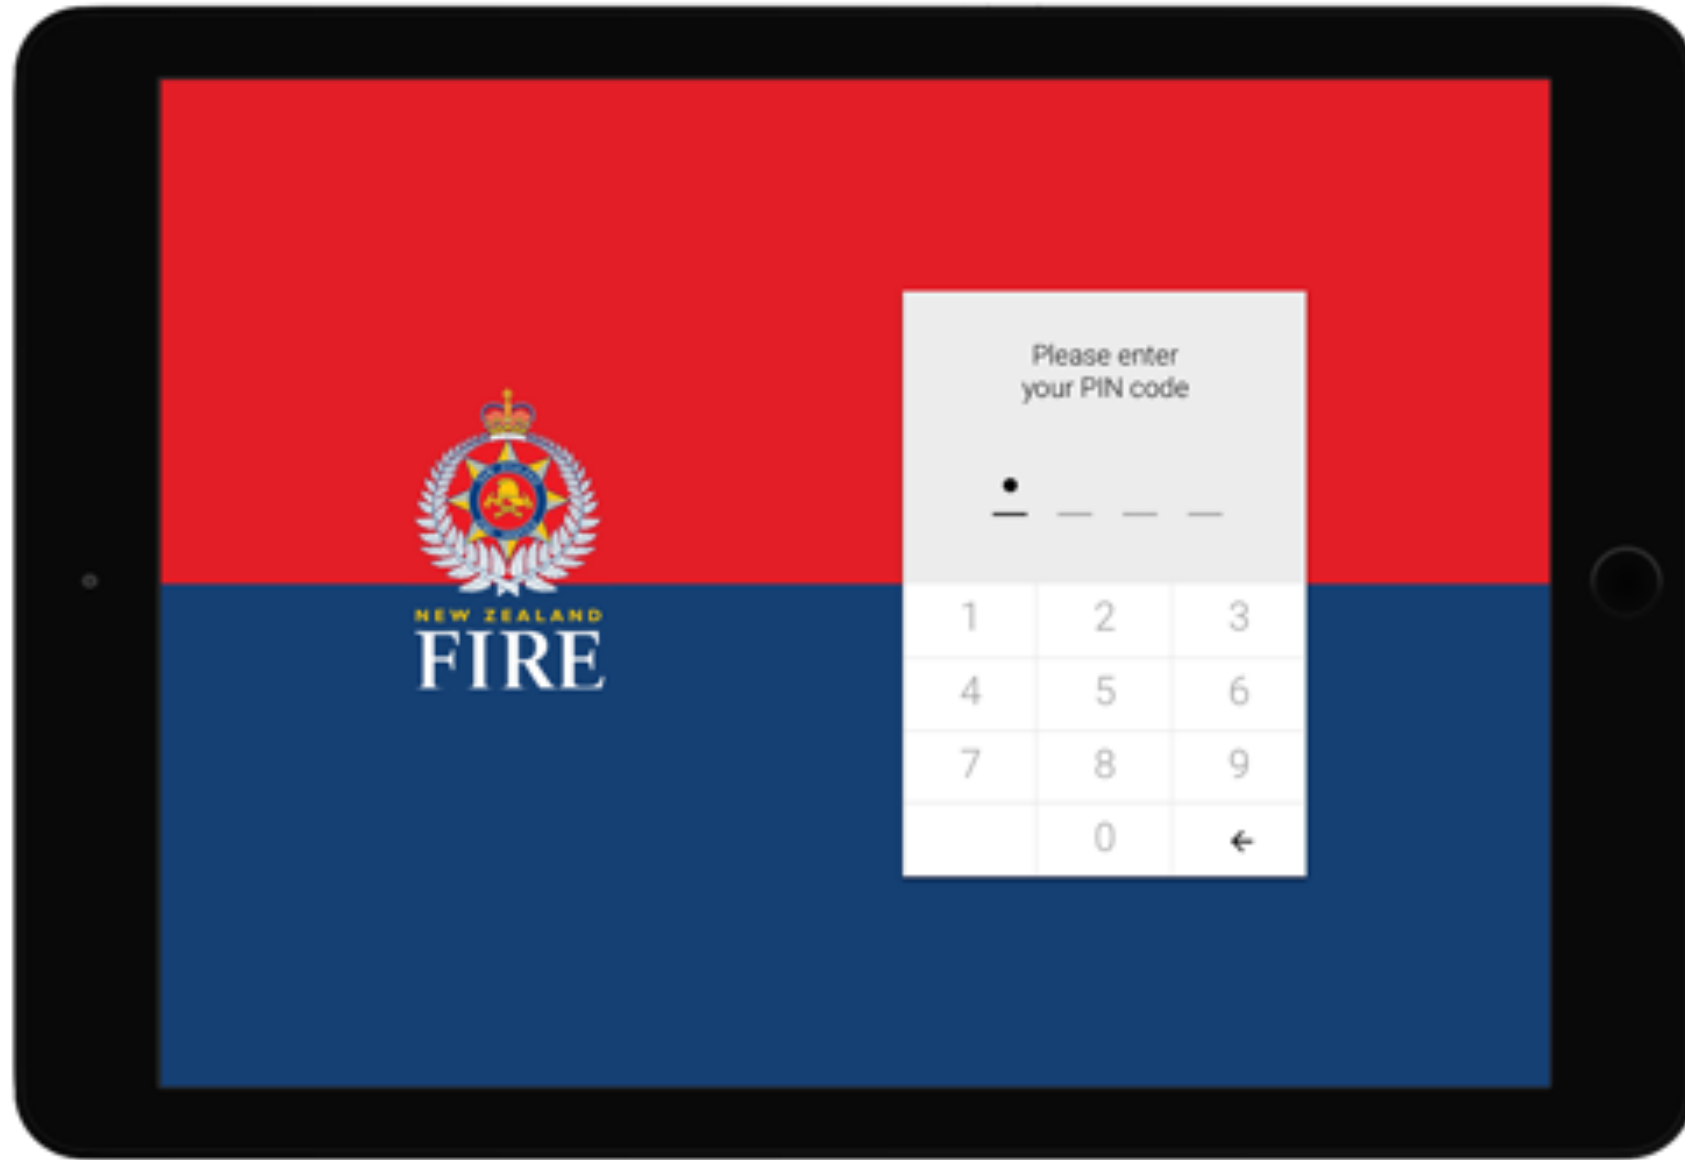 NEW ZEALAND
FIRE
Please enter
your PIN code
1 2 3
4 5 6
7 8 9
0